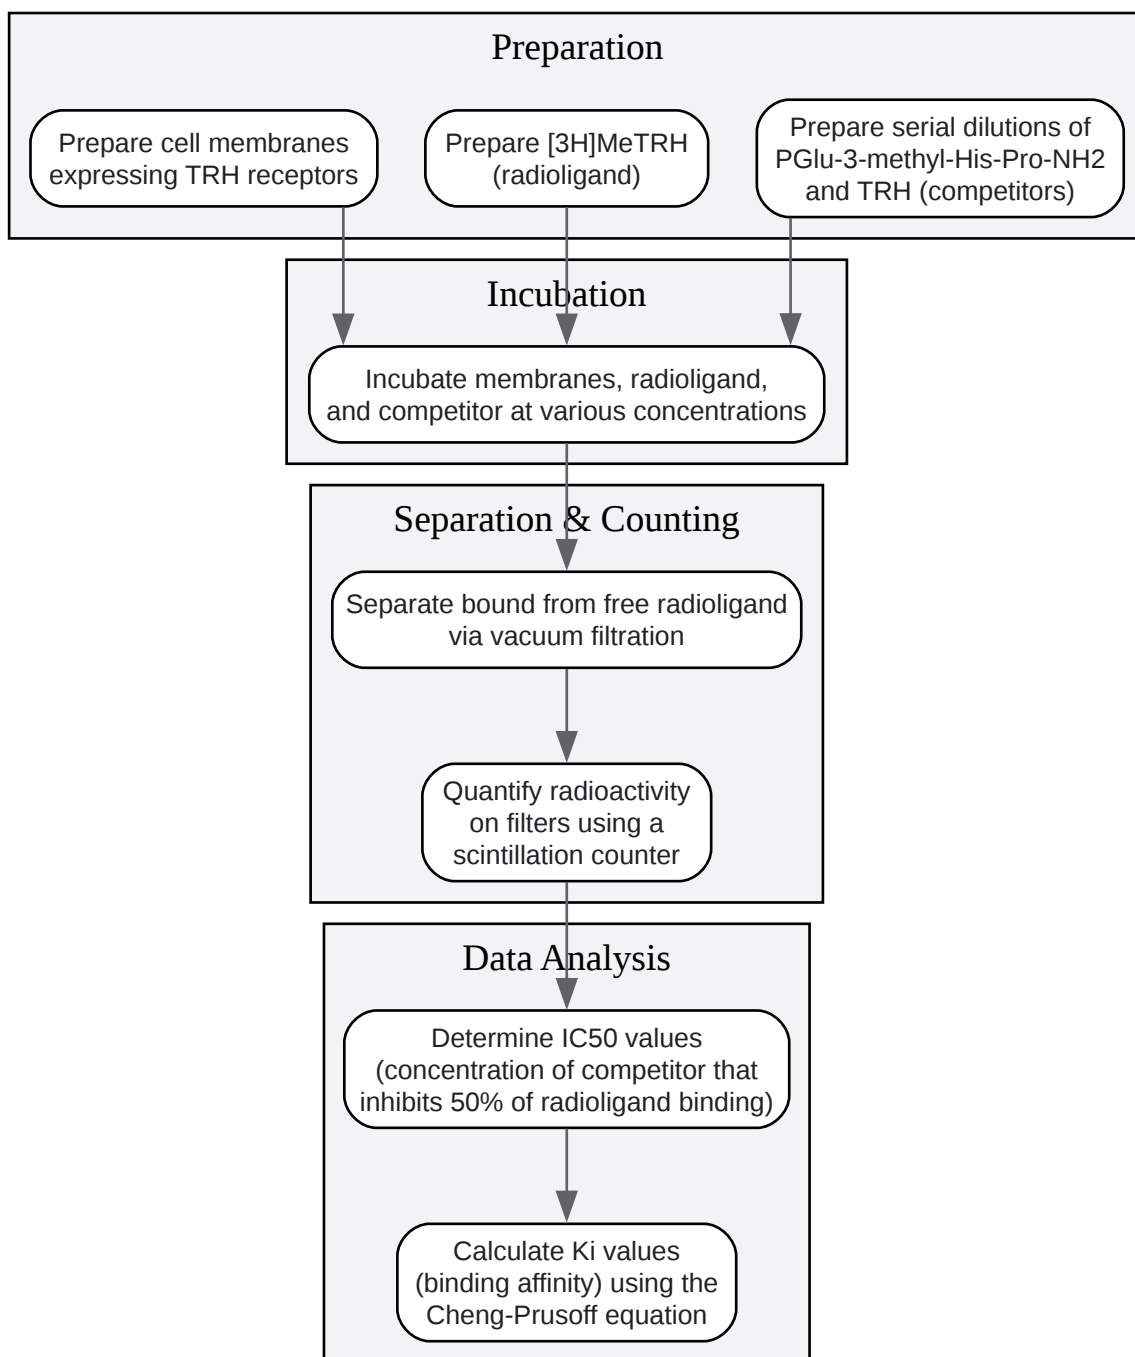 Preparation
Prepare cell membranes
expressing TRH receptors
Prepare [3H]MeTRH
(radioligand)
Prepare serial dilutions of
PGlu-3-methyl-His-Pro-NH2
and TRH (competitors)
Incubation
Incubate membranes, radioligand,
and competitor at various concentrations
Separation & Counting
Separate bound from free radioligand
via vacuum filtration
Quantify radioactivity
on filters using a
scintillation counter
Data Analysis
Determine IC50 values
(concentration of competitor that
inhibits 50% of radioligand binding)
Calculate Ki values
(binding affinity) using the
Cheng-Prusoff equation